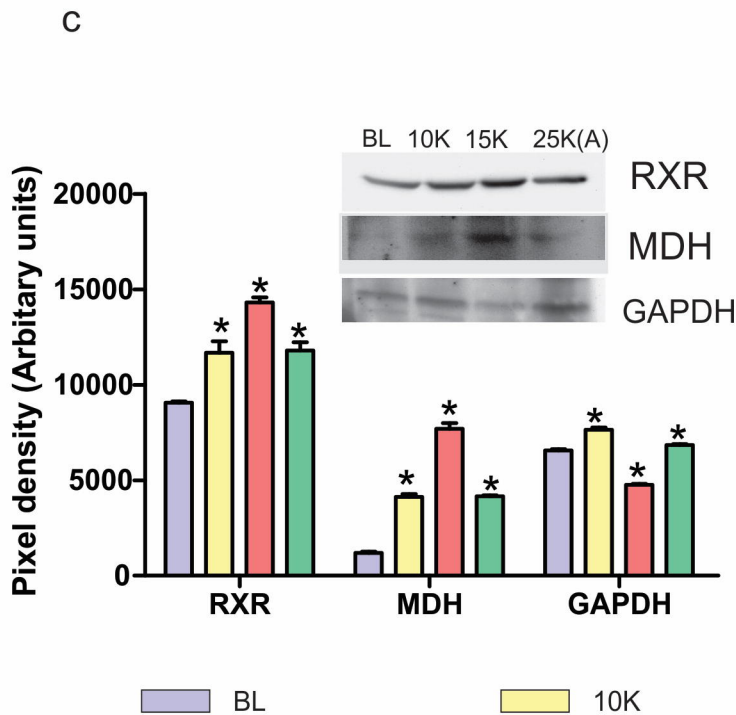 C
BL 10K 15K 25K(A)
RXR
MDH
GAPDH
Pixel density (Arbitary units)
20000
15000
10000
5000
0
* * *
* * *
* * *
RXR MDH GAPDH
BL 10K